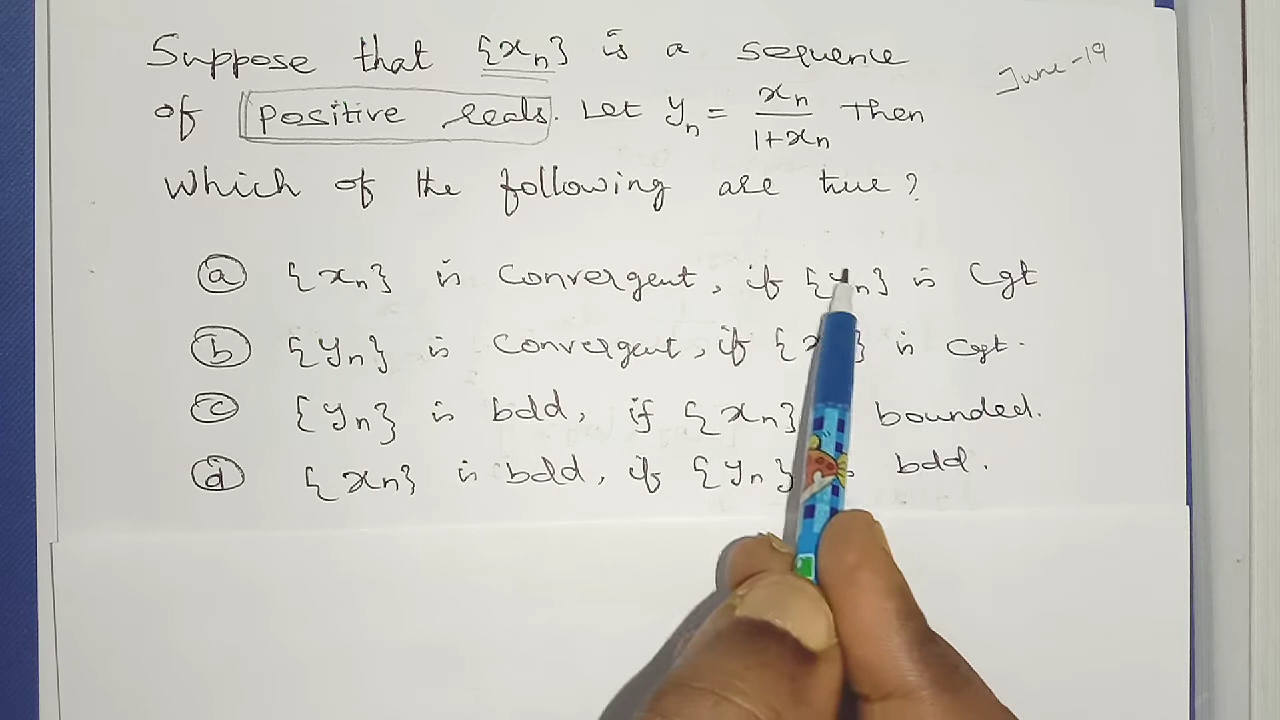 Suppose that {xn} is a sequence
June-19
of positive reals. Let yn = xn/1+xn Then
Which of the following are true?
(a) {xn} is convergent, if {yn} is Cgt
(b) {yn} is convergent, if {x} is Cgt.
(c) {yn} is bdd, if {xn} bounded.
(d) {xn} is bdd, if {yn} bdd.